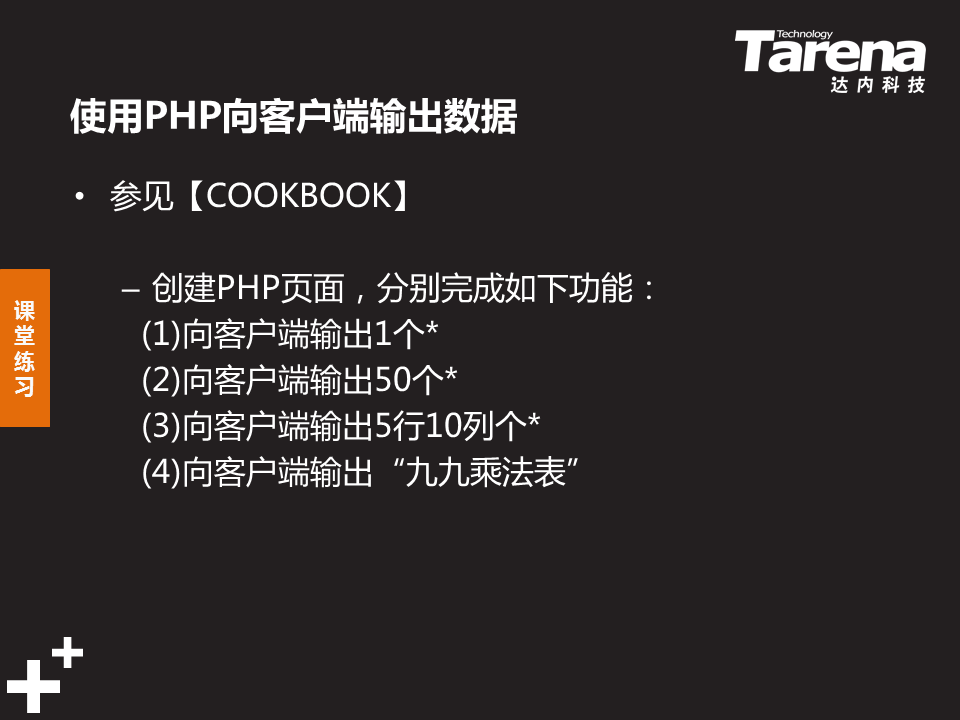 Technology
Tarena
达内科技
使用PHP向客户端输出数据
• 参见【COOKBOOK】
– 创建PHP页面，分别完成如下功能：
(1)向客户端输出1个*
(2)向客户端输出50个*
(3)向客户端输出5行10列个*
(4)向客户端输出“九九乘法表”
课堂练习